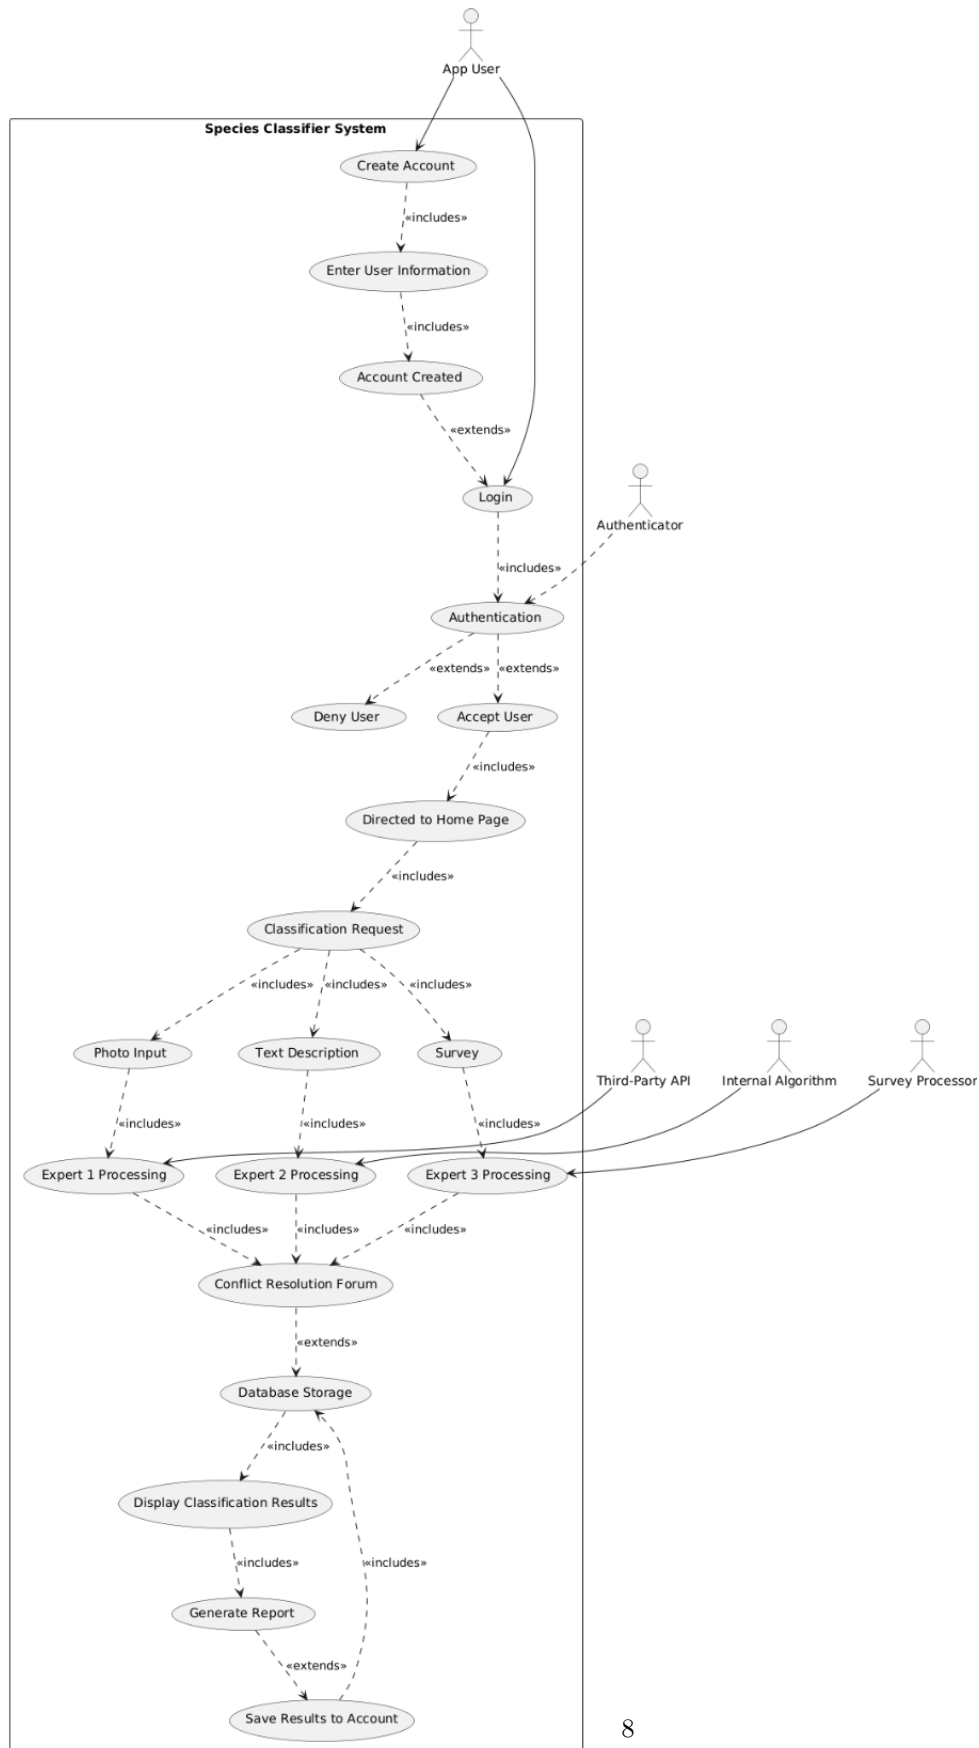 App User
Species Classifier System
Create Account
«includes»
Enter User Information
«includes»
Account Created
«extends»
Login
Authenticator
«includes»
Authentication
«extends» «extends»
Deny User Accept User
«includes»
Directed to Home Page
«includes»
Classification Request
«includes» «includes» «includes»
Photo Input Text Description Survey
Third-Party API Internal Algorithm Survey Processor
«includes» «includes» «includes»
Expert 1 Processing Expert 2 Processing Expert 3 Processing
«includes» «includes» «includes»
Conflict Resolution Forum
«extends»
Database Storage
«includes»
Display Classification Results
«includes» «includes»
Generate Report
«extends»
Save Results to Account
8